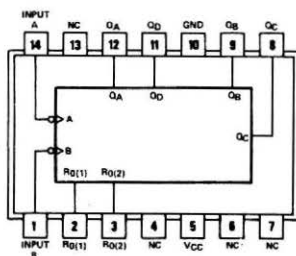 INPUT
A NC QA QD GND QB QC
14 13 12 11 10 9 8
QA QD QB
A
QC
B
R0(1) R0(2)
1 2 3 4 5 6 7
INPUT R0(1) R0(2) NC VCC NC NC